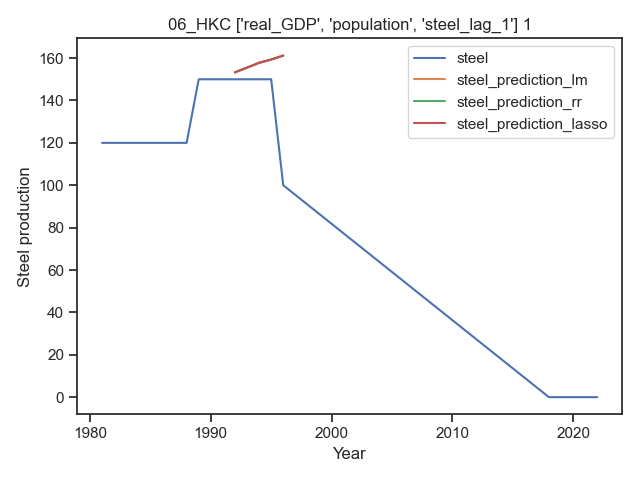 06_HKC ['real_GDP', 'population', 'steel_lag_1'] 1
steel
steel_prediction_lm
steel_prediction_rr
steel_prediction_lasso
160
140
120
100
80
60
40
20
0
Steel production
1980
1990
2000
2010
2020
Year